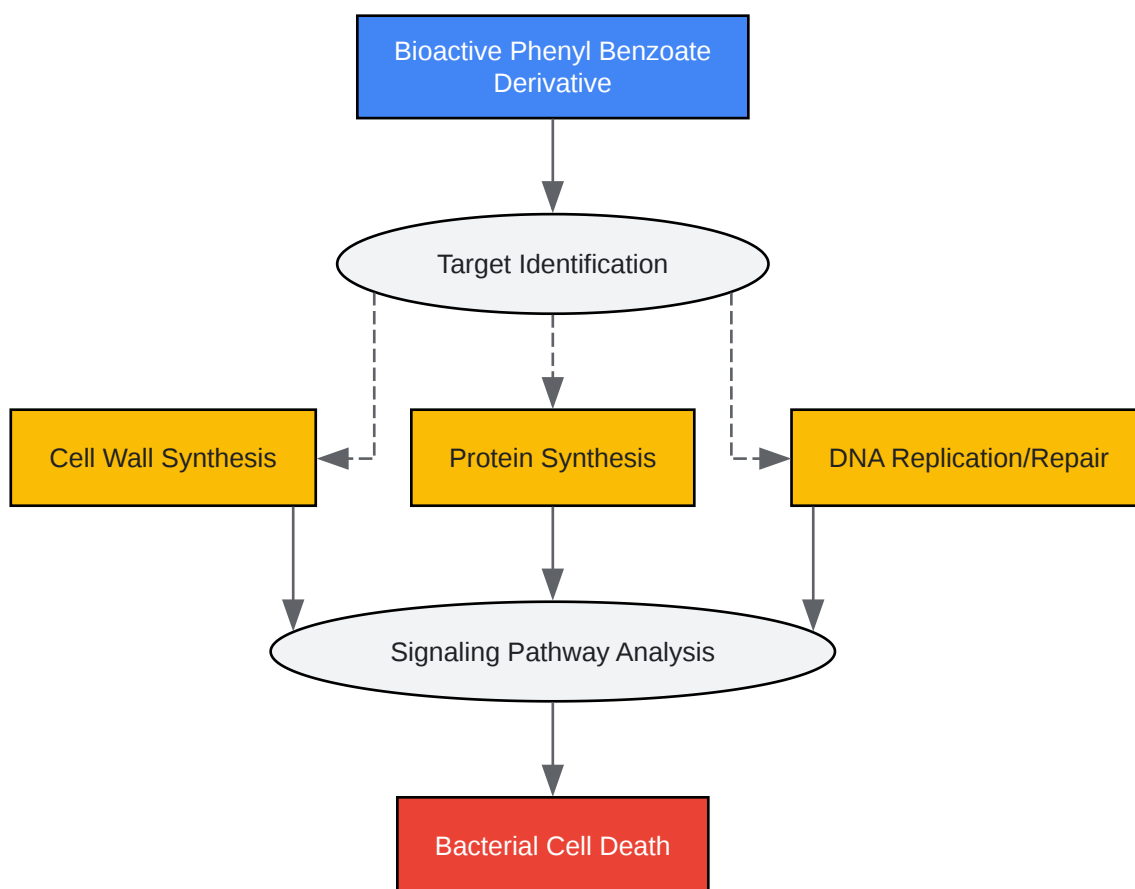 Bioactive Phenyl Benzoate
Derivative
Target Identification
Cell Wall Synthesis
Protein Synthesis
DNA Replication/Repair
Signaling Pathway Analysis
Bacterial Cell Death